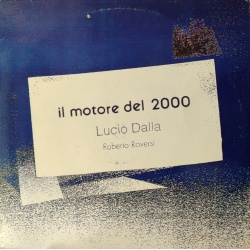 il motore del 2000
Lucio Dalla
Roberto Roversi